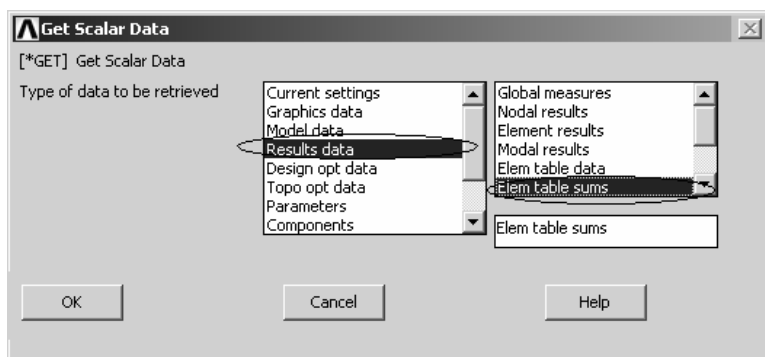 Get Scalar Data
[*GET] Get Scalar Data
Type of data to be retrieved
Current settings
Graphics data
Model data
Results data
Design opt data
Topo opt data
Parameters
Components
Global measures
Nodal results
Element results
Modal results
Elem table data
Elem table sums
Elem table sums
OK
Cancel
Help